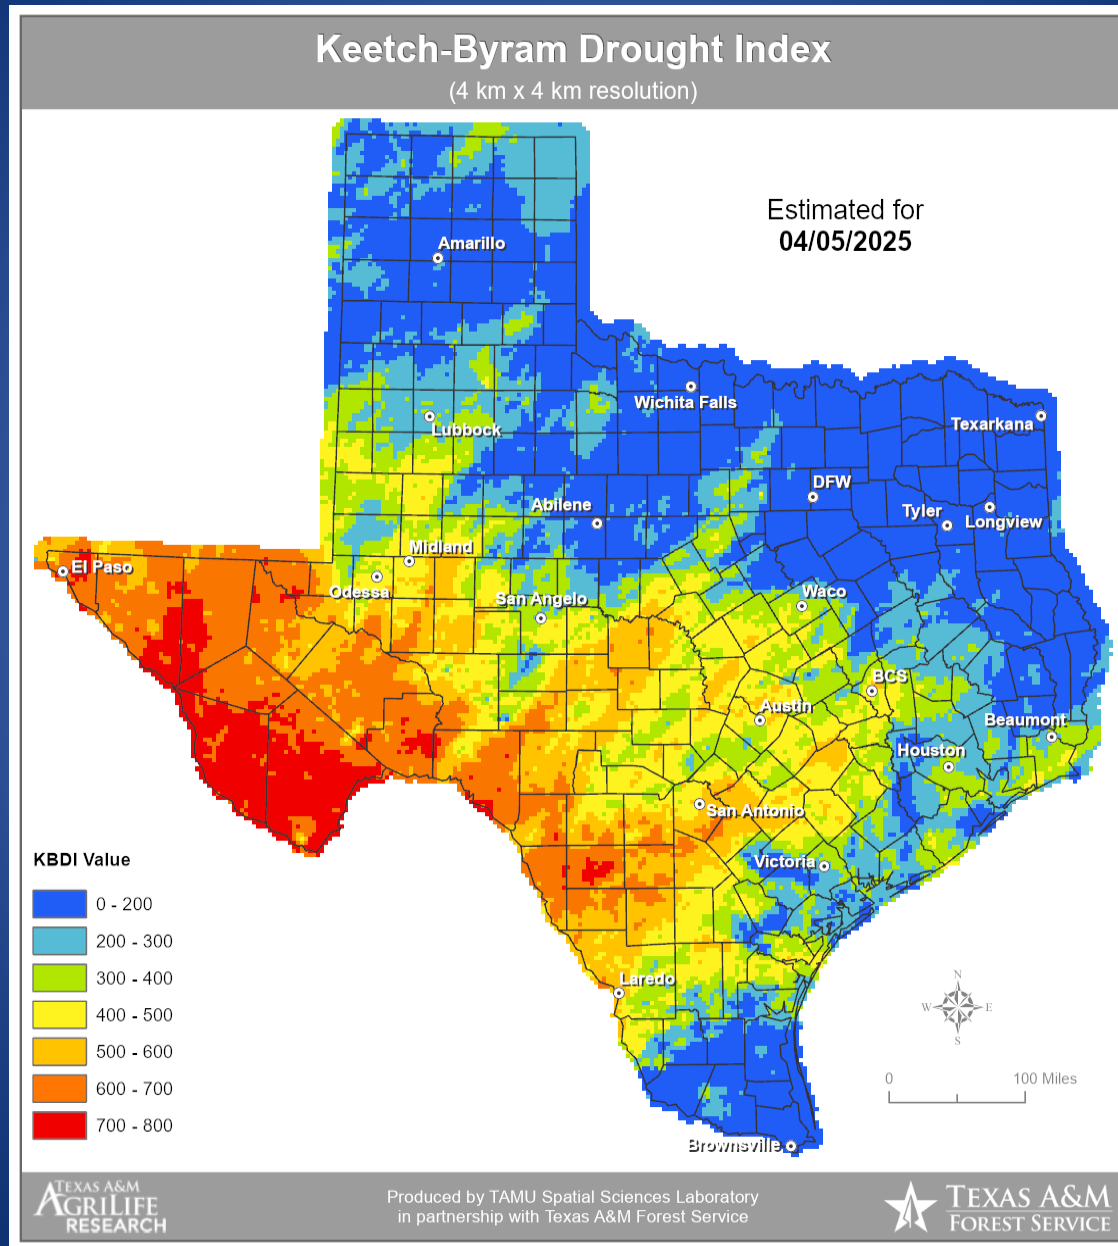 Keetch-Byram Drought Index
(4 km x 4 km resolution)
Estimated for
04/05/2025
Amarillo
Wichita Falls
Texarkana
Lubbock
DFW
Abilene
Tyler
Longview
Midland
El Paso
Odessa
San Angelo
Waco
BCS
Austin
Beaumont
Houston
San Antonio
Victoria
Laredo
Brownsville
KBDI Value
0 - 200
200 - 300
300 - 400
400 - 500
500 - 600
600 - 700
700 - 800
N
W
E
S
0
100 Miles
TEXAS A&M
AGRILIFE
RESEARCH
Produced by TAMU Spatial Sciences Laboratory
in partnership with Texas A&M Forest Service
TEXAS A&M
FOREST SERVICE